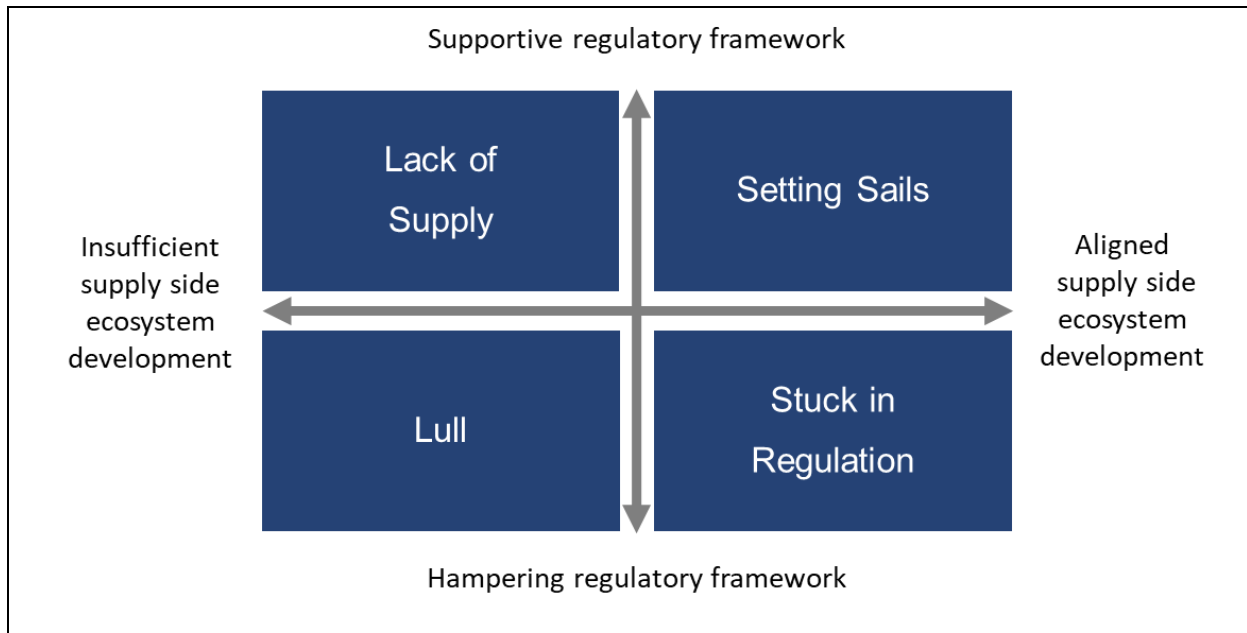 Supportive regulatory framework
Lack of
Supply
Setting Sails
Insufficient
supply side
ecosystem
development
Aligned
supply side
ecosystem
development
Lull
Stuck in
Regulation
Hampering regulatory framework